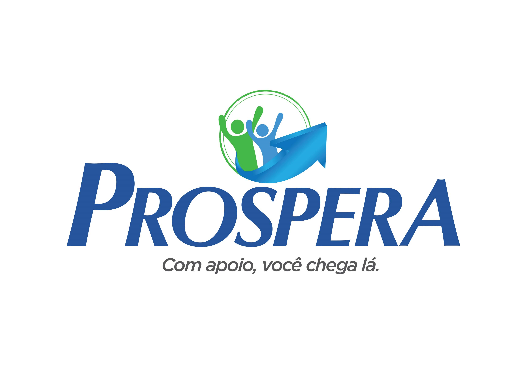 PROSPERA
Com apoio, você chega lá.